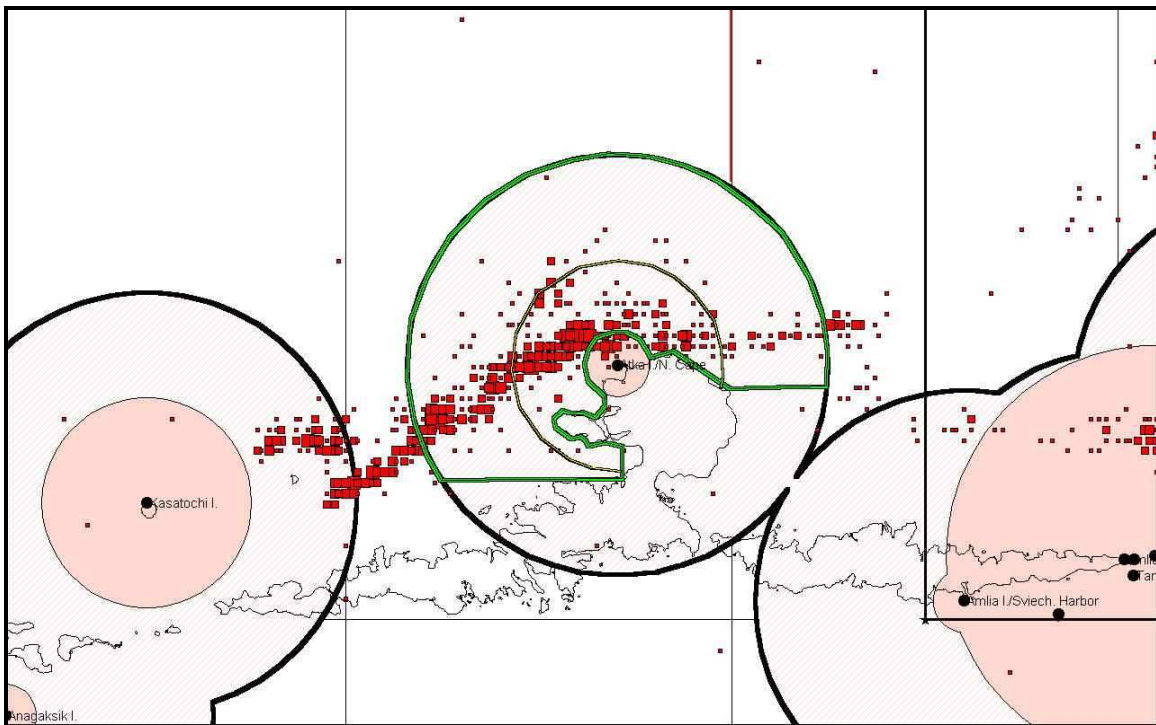 Atka I./N. Cape
Kasatochi I.
Amlia I./Sviech. Harbor
Anagaksik I.